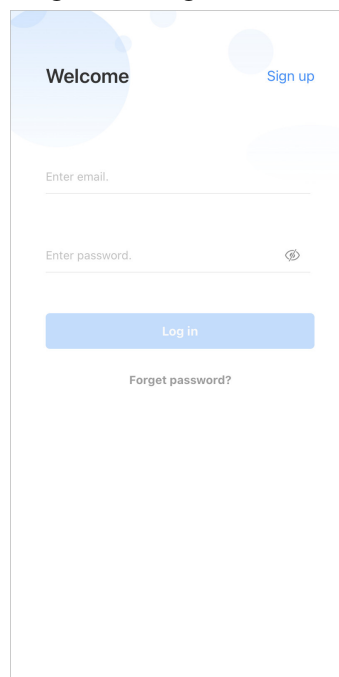 Welcome
Sign up
Enter email.
Enter password.
Log in
Forget password?